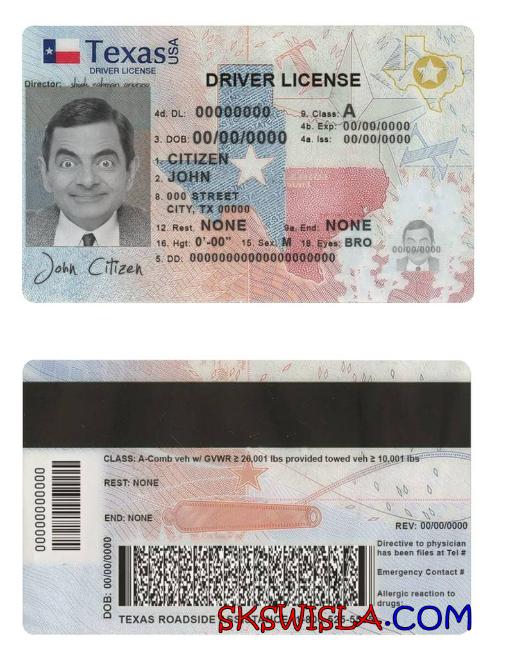 Texas USA
DRIVER LICENSE
DRIVER LICENSE
Director:
4d. DL: 00000000 9. Class: A
4b. Exp: 00/00/0000
3. DOB: 00/00/0000 4a. Iss: 00/00/0000
1. CITIZEN
2. JOHN
8. 000 STREET
CITY, TX 00000
12. Rest. NONE 9a. End: NONE
16. Hgt: 0'-00" 15. Sex: M 18. Eyes: BRO
5. DD: 00000000000000000000
John Citizen
00/00/0000
CLASS: A-Comb veh w/ GVWR ≥ 26,001 lbs provided towed veh ≥ 10,001 lbs
REST: NONE
END: NONE
00000000000
REV: 00/00/0000
Directive to physician
has been files at Tel #
Emergency Contact #
Allergic reaction to
drugs:
DOB: 00/00/0000
TEXAS ROADSIDE
SKSWISLA.COM